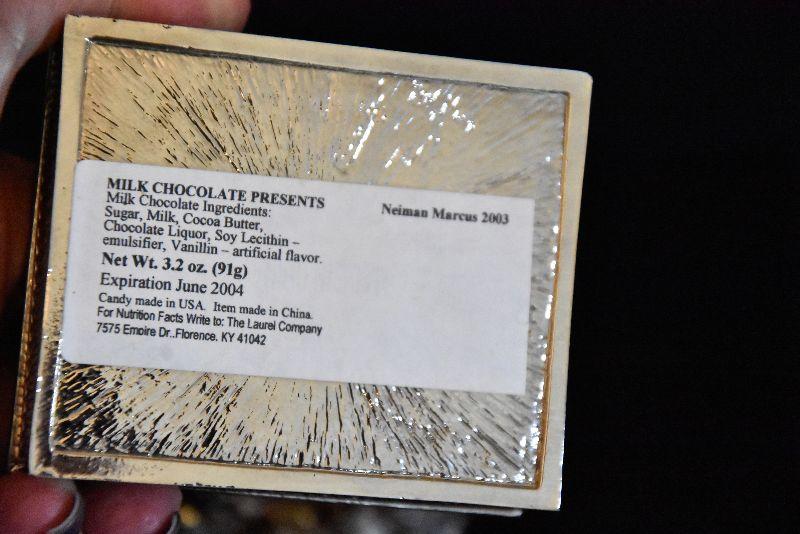 MILK CHOCOLATE PRESENTS
Neiman Marcus 2003
Milk Chocolate Ingredients:
Sugar, Milk, Cocoa Butter,
Chocolate Liquor, Soy Lecithin –
emulsifier, Vanillin – artificial flavor.
Net Wt. 3.2 oz. (91g)
Expiration June 2004
Candy made in USA. Item made in China.
For Nutrition Facts Write to: The Laurel Company
7575 Empire Dr., Florence, KY 41042